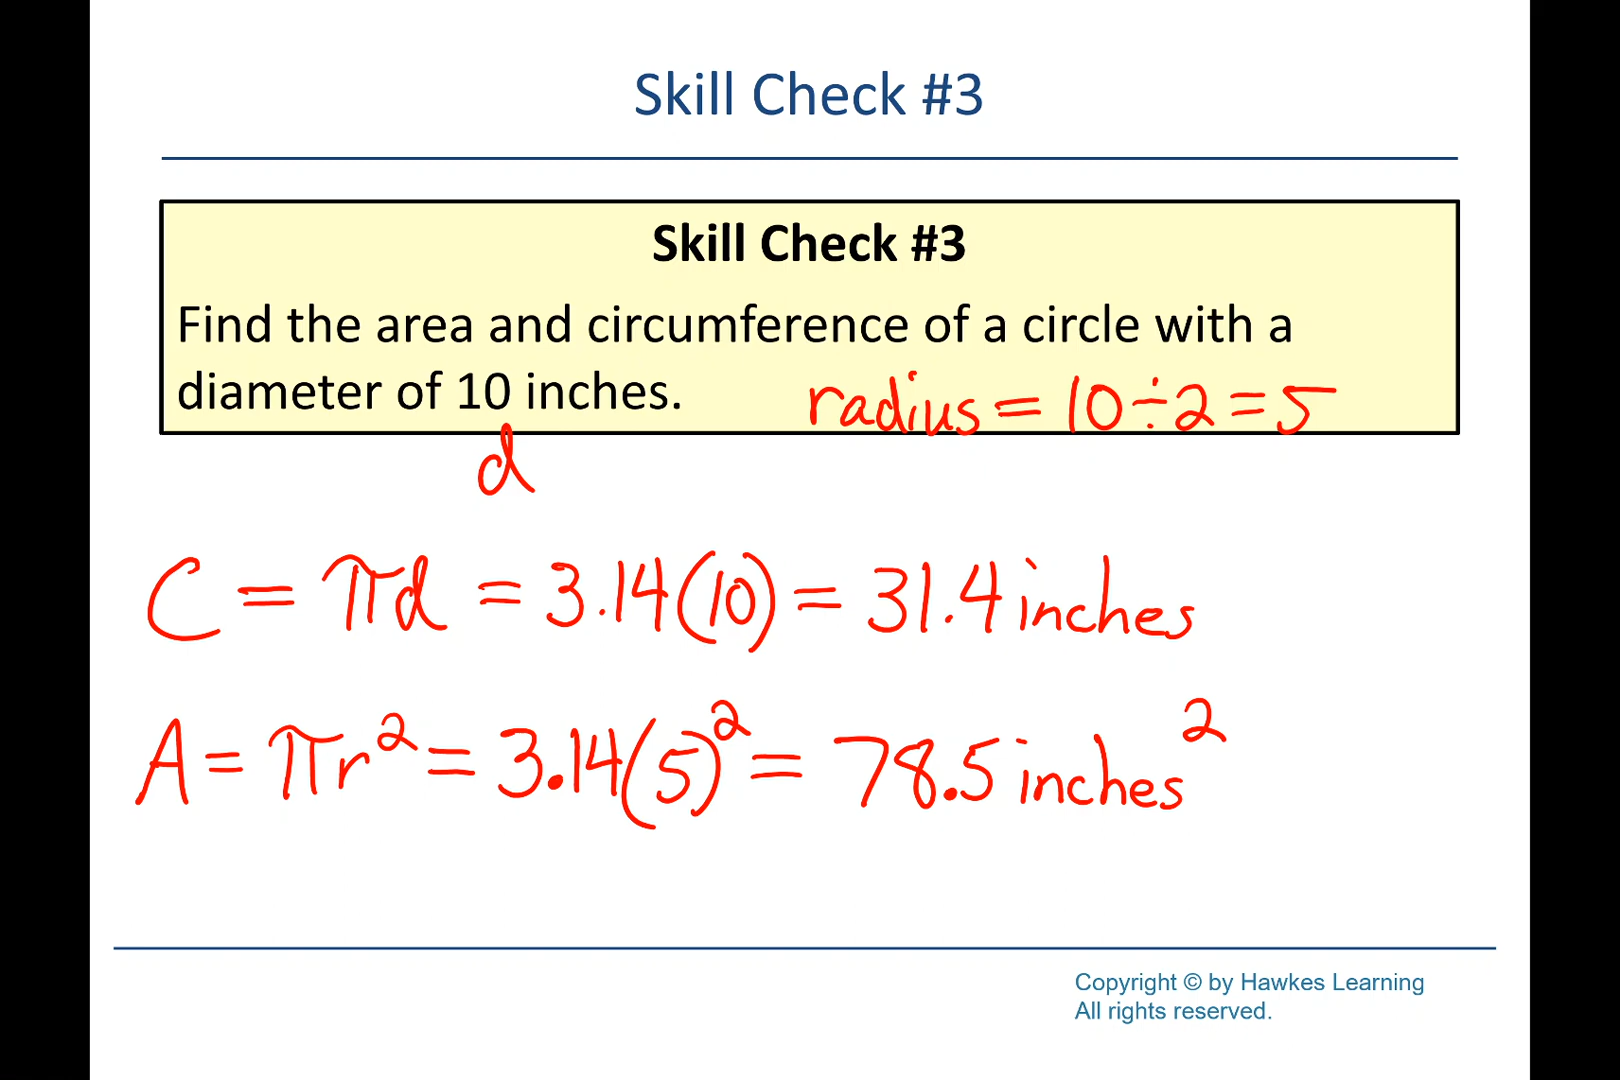 Skill Check #3
Skill Check #3
Find the area and circumference of a circle with a
diameter of 10 inches.
radius = 10 ÷ 2 = 5
d
C = πd = 3.14(10) = 31.4 inches
A = πr² = 3.14(5)² = 78.5 inches²
Copyright © by Hawkes Learning
All rights reserved.